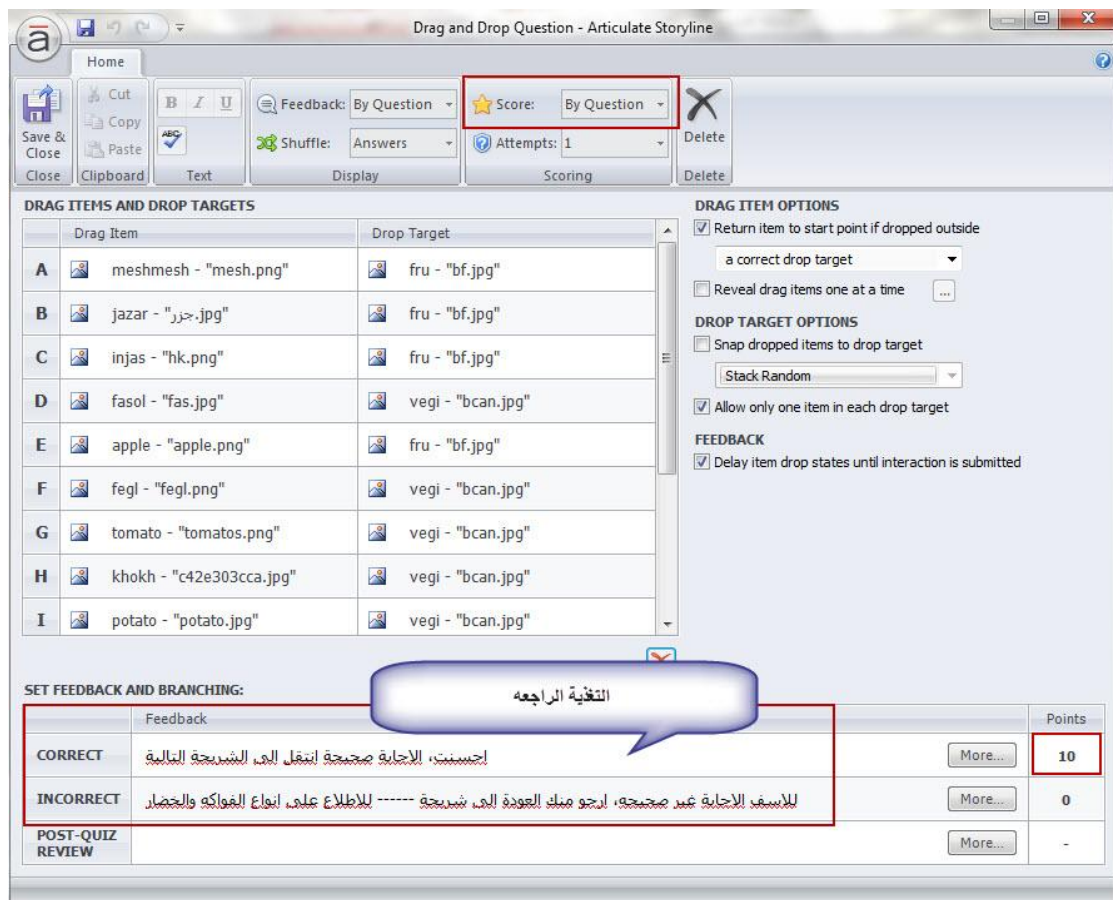 Drag and Drop Question - Articulate Storyline
Home
Save & Close
Cut
Copy
Paste
B I U
ABC
Feedback: By Question
Shuffle: Answers
Score: By Question
Attempts: 1
Delete
Close
Clipboard
Text
Display
Scoring
Delete
DRAG ITEMS AND DROP TARGETS
Drag Item Drop Target
A meshmesh - "mesh.png" fru - "bf.jpg"
B jazar - "جزر.jpg" fru - "bf.jpg"
C injas - "hk.png" fru - "bf.jpg"
D fasol - "fas.jpg" vegi - "bcan.jpg"
E apple - "apple.png" fru - "bf.jpg"
F fegl - "fegl.png" vegi - "bcan.jpg"
G tomato - "tomatos.png" vegi - "bcan.jpg"
H khokh - "c42e303cca.jpg" vegi - "bcan.jpg"
I potato - "potato.jpg" vegi - "bcan.jpg"
DRAG ITEM OPTIONS
Return item to start point if dropped outside
a correct drop target
Reveal drag items one at a time ...
DROP TARGET OPTIONS
Snap dropped items to drop target
Stack Random
Allow only one item in each drop target
FEEDBACK
Delay item drop states until interaction is submitted
التغذية الراجعه
SET FEEDBACK AND BRANCHING:
Feedback Points
CORRECT احسنت، الاجابة صحيحة انتقل الى الشريحة التالية More... 10
INCORRECT للاسف الاجابة غير صحيحه، ارجو منك العودة الى شريحة ------ للاطلاع على انواع الفواكه والخضار More... 0
POST-QUIZ REVIEW More... -